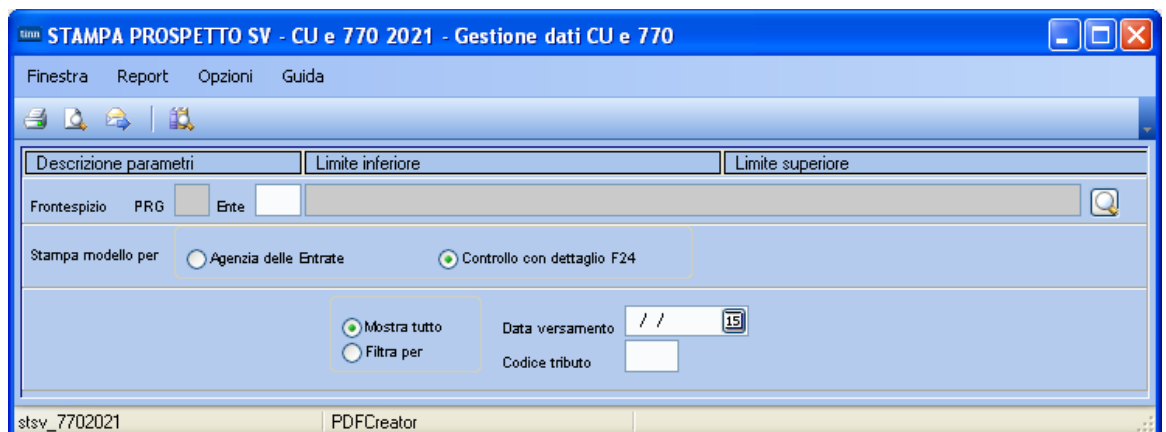 tinn STAMPA PROSPETTO SV - CU e 770 2021 - Gestione dati CU e 770
Finestra Report Opzioni Guida
Descrizione parametri Limite inferiore Limite superiore
Frontespizio PRG Ente
Stampa modello per Agenzia delle Entrate Controllo con dettaglio F24
Mostra tutto Data versamento / / 15
Filtra per Codice tributo
stsv_7702021 PDFCreator